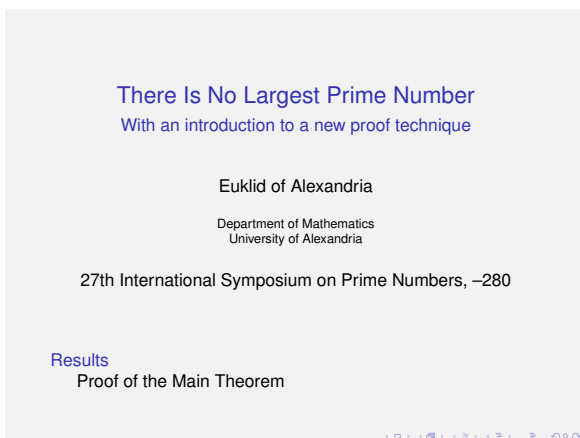 There Is No Largest Prime Number
With an introduction to a new proof technique
Euklid of Alexandria
Department of Mathematics
University of Alexandria
27th International Symposium on Prime Numbers, –280
Results
Proof of the Main Theorem